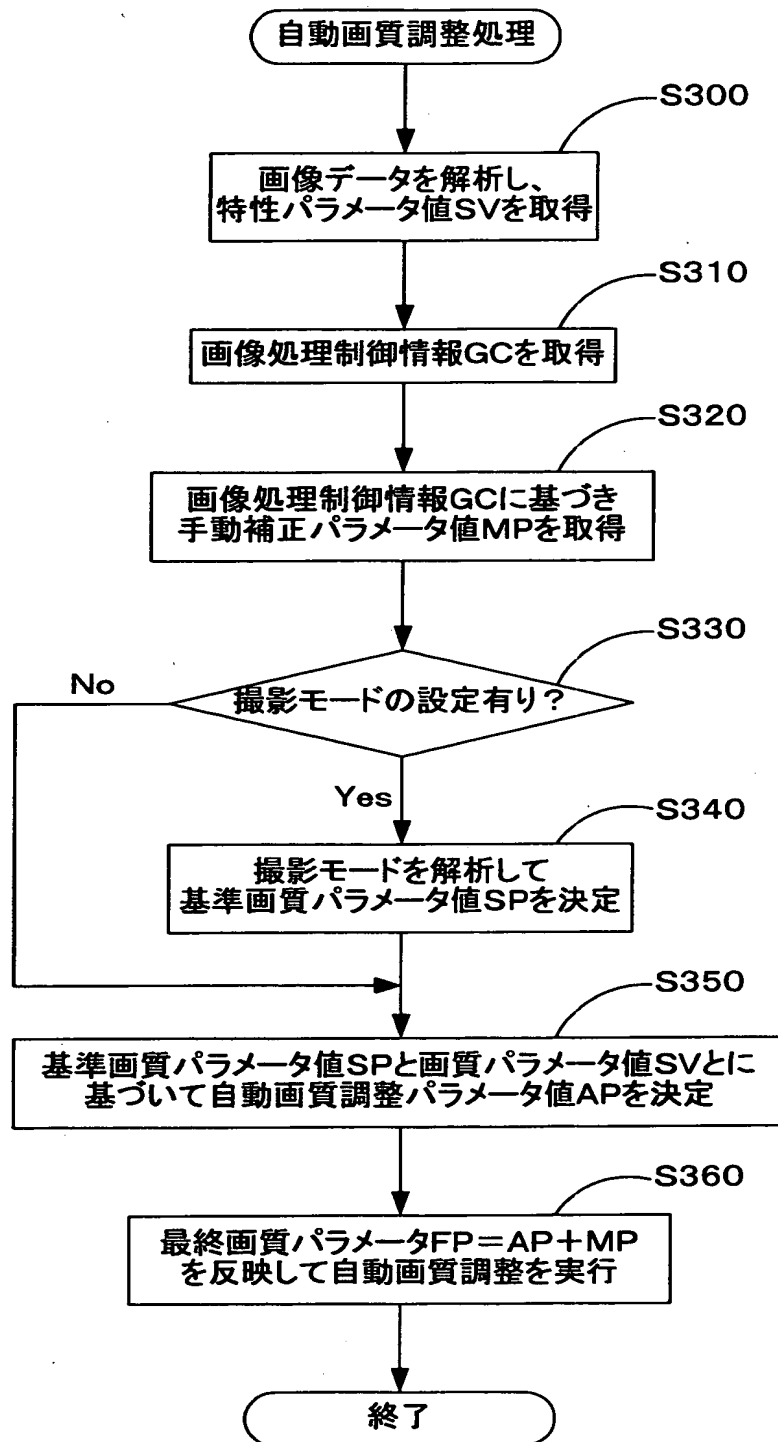 自動画質調整処理
S300
画像データを解析し、
特性パラメータ値SVを取得
S310
画像処理制御情報GCを取得
S320
画像処理制御情報GCに基づき
手動補正パラメータ値MPを取得
S330
No
撮影モードの設定有り?
Yes
S340
撮影モードを解析して
基準画質パラメータ値SPを決定
S350
基準画質パラメータ値SPと画質パラメータ値SVとに
基づいて自動画質調整パラメータ値APを決定
S360
最終画質パラメータFP=AP+MP
を反映して自動画質調整を実行
終了